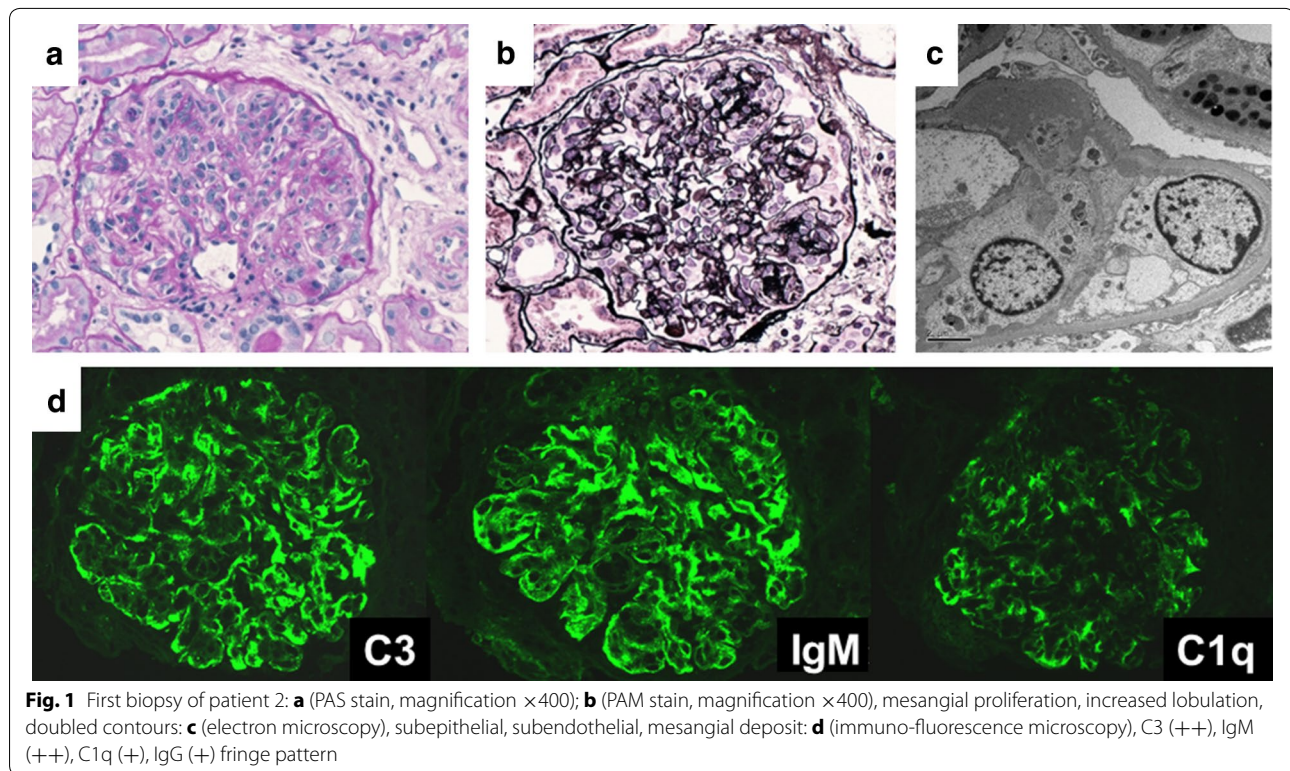 a
b
c
d
C3
IgM
C1q
Fig. 1 First biopsy of patient 2: a (PAS stain, magnification ×400); b (PAM stain, magnification ×400), mesangial proliferation, increased lobulation,
doubled contours: c (electron microscopy), subepithelial, subendothelial, mesangial deposit: d (immuno-fluorescence microscopy), C3 (++), IgM
(++), C1q (+), IgG (+) fringe pattern